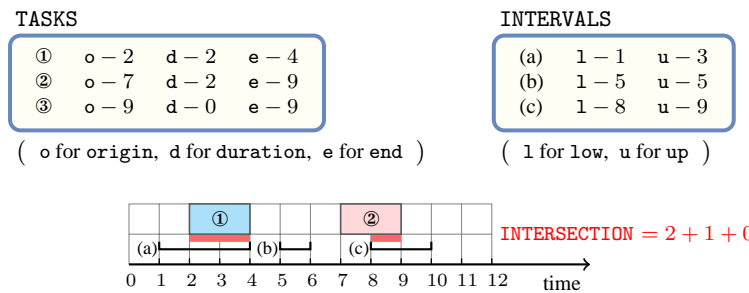 TASKS
① o − 2 d − 2 e − 4
② o − 7 d − 2 e − 9
③ o − 9 d − 0 e − 9
( o for origin, d for duration, e for end )
INTERVALS
(a) l − 1 u − 3
(b) l − 5 u − 5
(c) l − 8 u − 9
( l for low, u for up )
① ②
INTERSECTION = 2 + 1 + 0
(a) (b) (c)
0 1 2 3 4 5 6 7 8 9 10 11 12 time